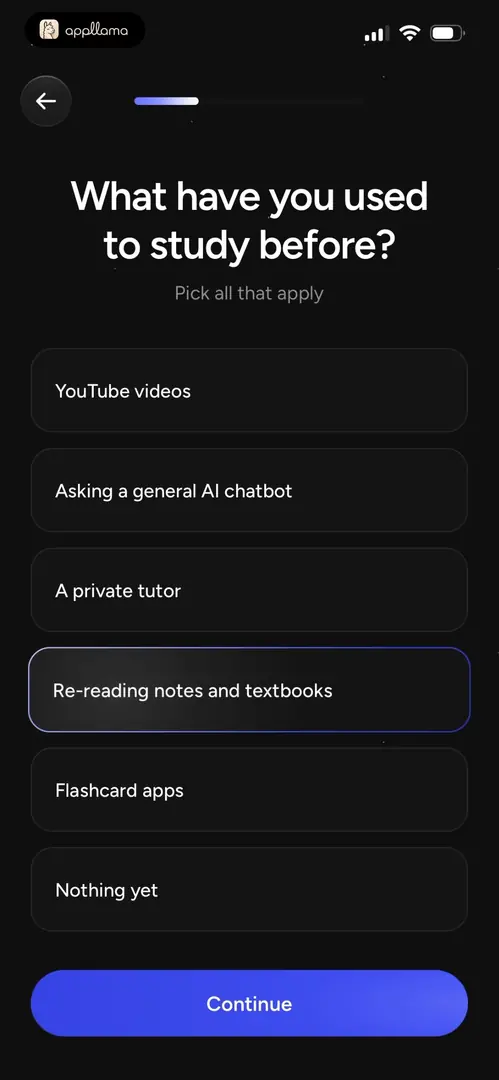 appllama
What have you used
to study before?
Pick all that apply
YouTube videos
Asking a general AI chatbot
A private tutor
Re-reading notes and textbooks
Flashcard apps
Nothing yet
Continue